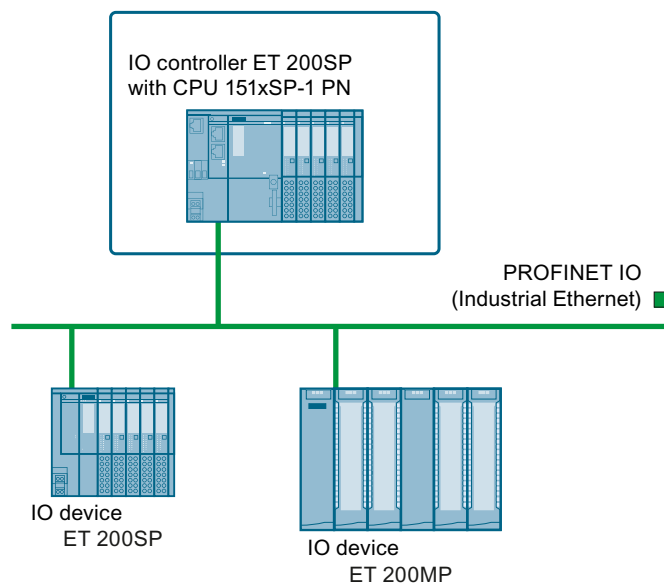 IO controller ET 200SP
with CPU 151xSP-1 PN
PROFINET IO
(Industrial Ethernet)
IO device
ET 200SP
IO device
ET 200MP